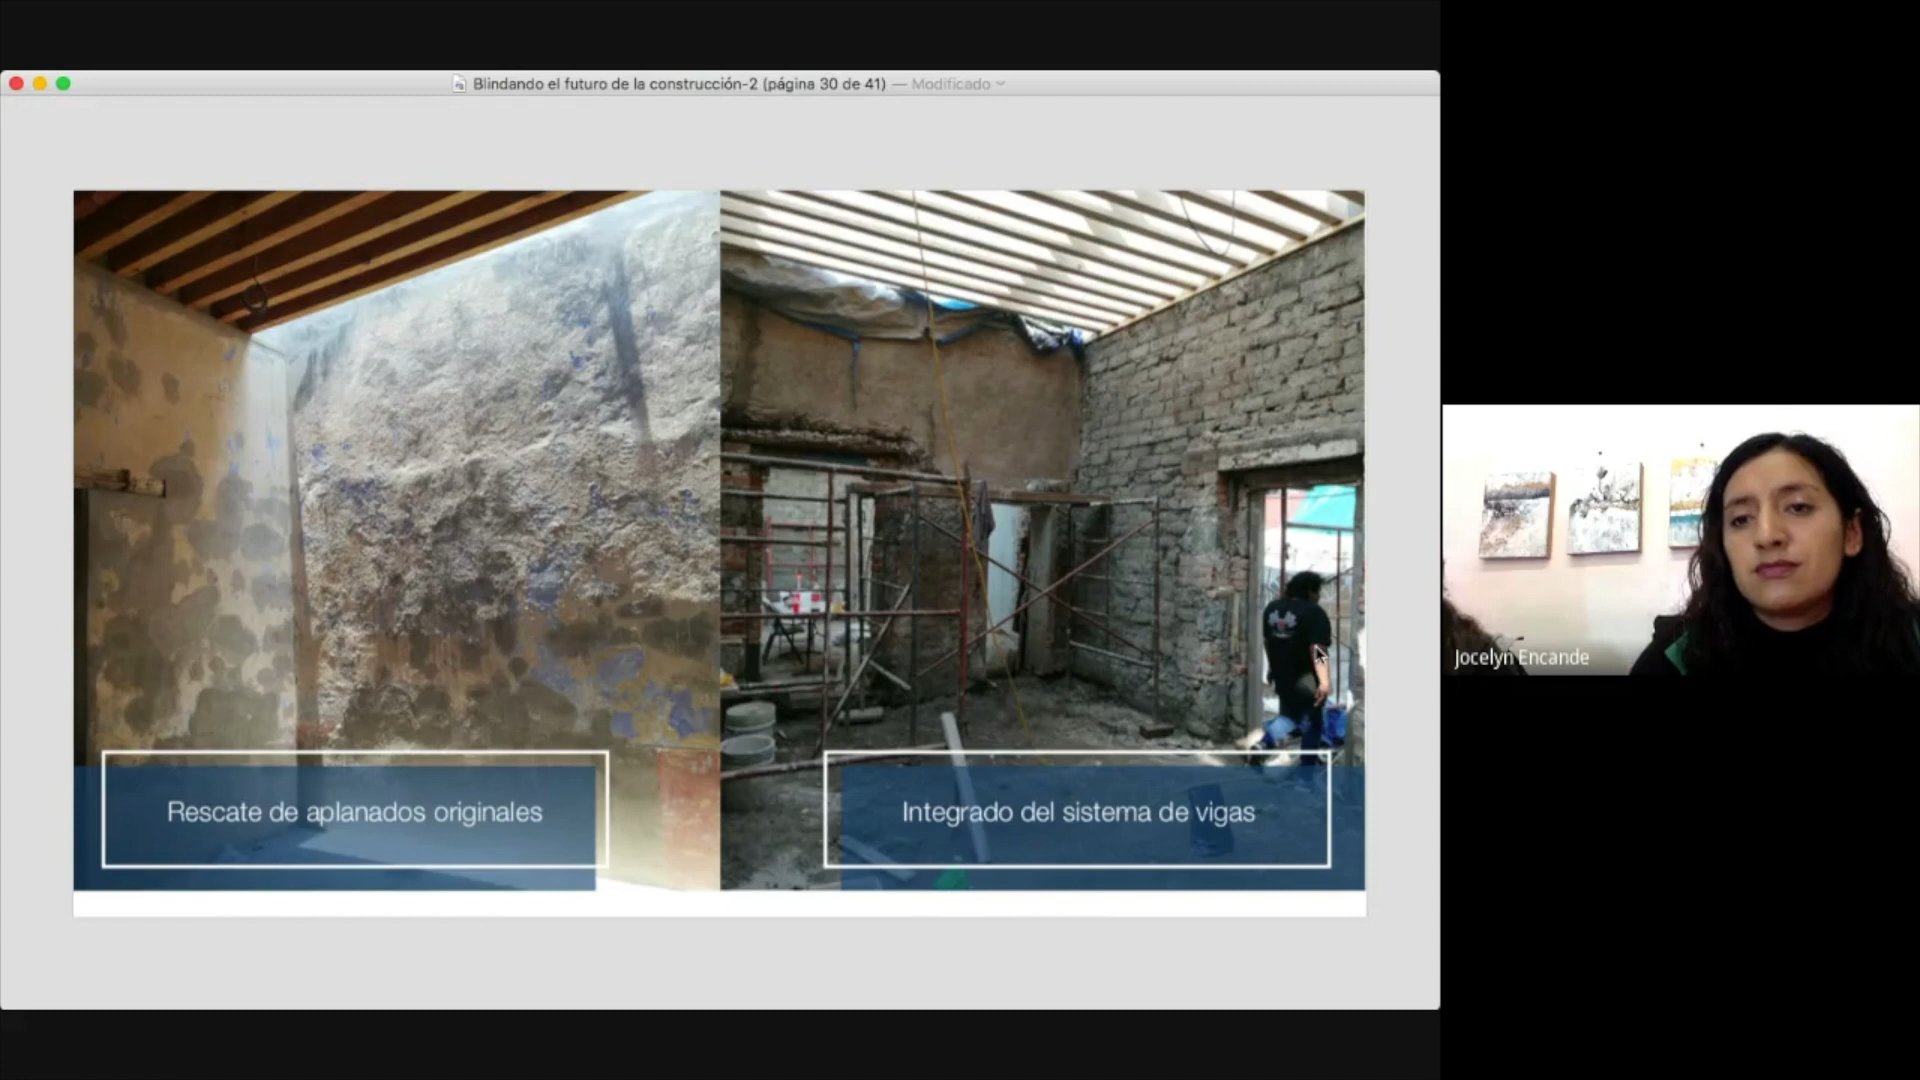 Blindando el futuro de la construcción-2 (página 30 de 41) — Modificado
Rescate de aplanados originales
Integrado del sistema de vigas
Jocelyn Encande